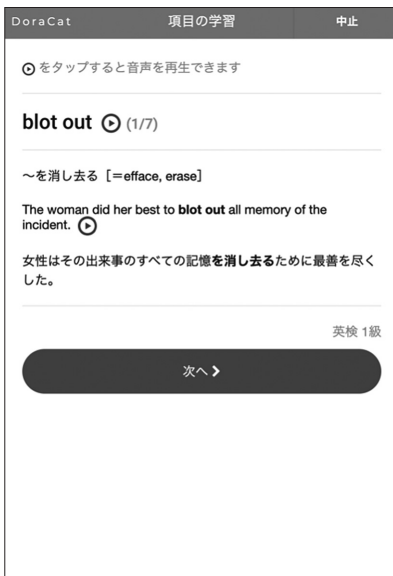 DoraCat 項目の学習 中止
をタップすると音声を再生できます
blot out (1/7)
～を消し去る［＝efface, erase］
The woman did her best to blot out all memory of the
incident.
女性はその出来事のすべての記憶を消し去るために最善を尽く
した。
英検 1級
次へ